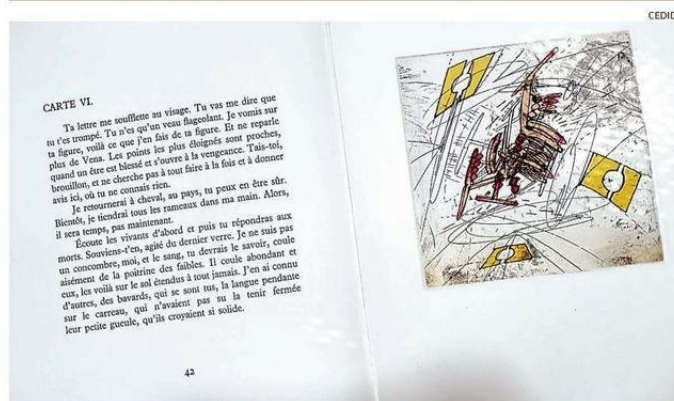 CEDID
CARTE VI.
Ta lettre me soufflette au visage. Tu vas me dire que
tu t'es trompé. Tu n'es qu'un veau flageolant. Je vomis sur
ta figure, voilà ce que j'en fais de ta figure. Et ne reparle
plus de Vena. Les points les plus éloignés sont proches,
quand un être est blessé et s'ouvre à la vengeance. Tais-toi,
brouillon, et ne cherche pas à tout faire à la fois et à donner
avis ici, où tu ne connais rien.
Je retournerai à cheval, au pays, tu peux en être sûr.
Bientôt, je tiendrai tous les rameaux dans ma main. Alors,
il sera temps, pas maintenant.
Écoute les vivants d'abord et puis tu répondras aux
morts. Souviens-t'en, agité du dernier verre. Je ne suis pas
un concombre, moi, et le sang, tu devrais le savoir, coule
aisément de la poitrine des faibles. Il coule abondant et
eux, les voilà sur le sol étendus à tout jamais. J'en ai connu
d'autres, des bavards, qui se sont tus, la langue pendante
sur le carreau, qui n'avaient pas su la tenir fermée
leur petite gueule, qu'ils croyaient si solide.
42